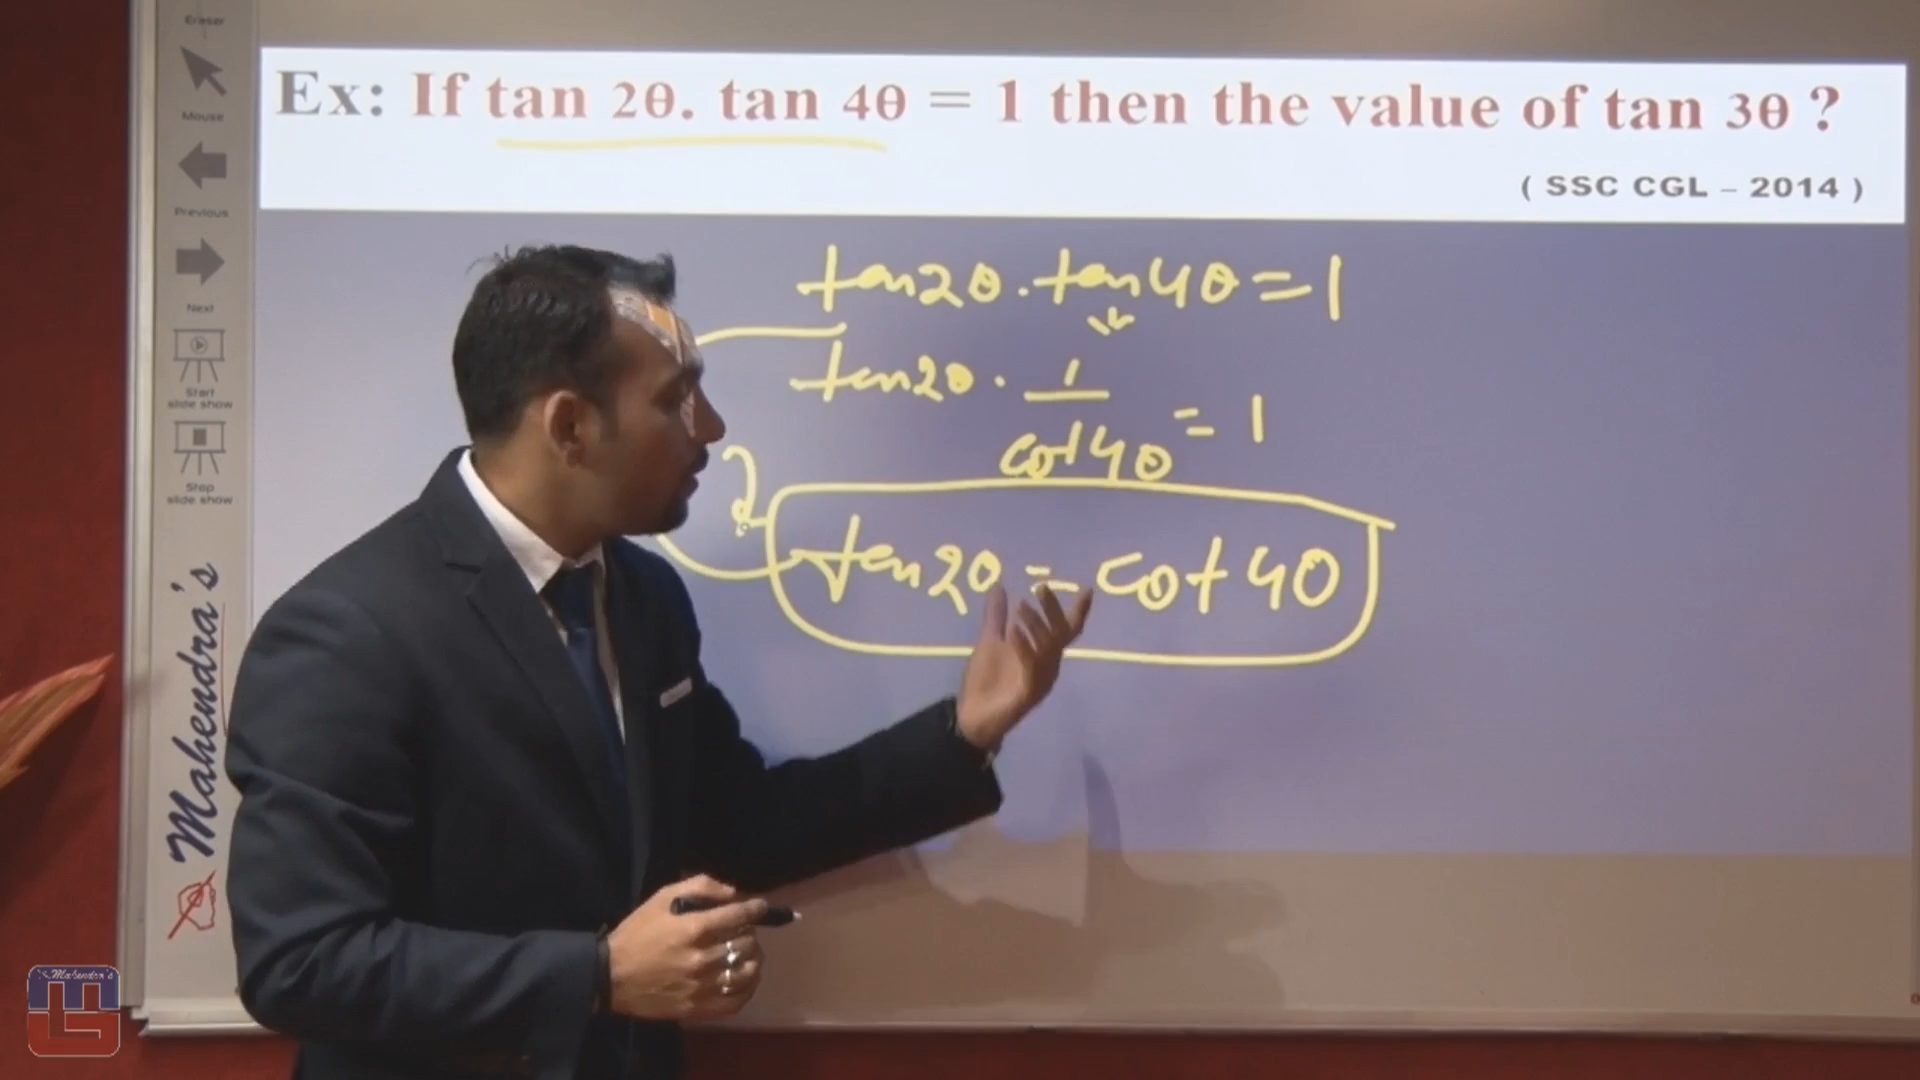 Eraser
Mouse
Previous
Next
Start
slide show
Stop
slide show
Mahendra's
Ex: If tan 2θ. tan 4θ = 1 then the value of tan 3θ ?
( SSC CGL – 2014 )
tan2θ . tan4θ = 1
tan2θ . 1/cot4θ = 1
tan2θ = cot4θ
Mahendra's